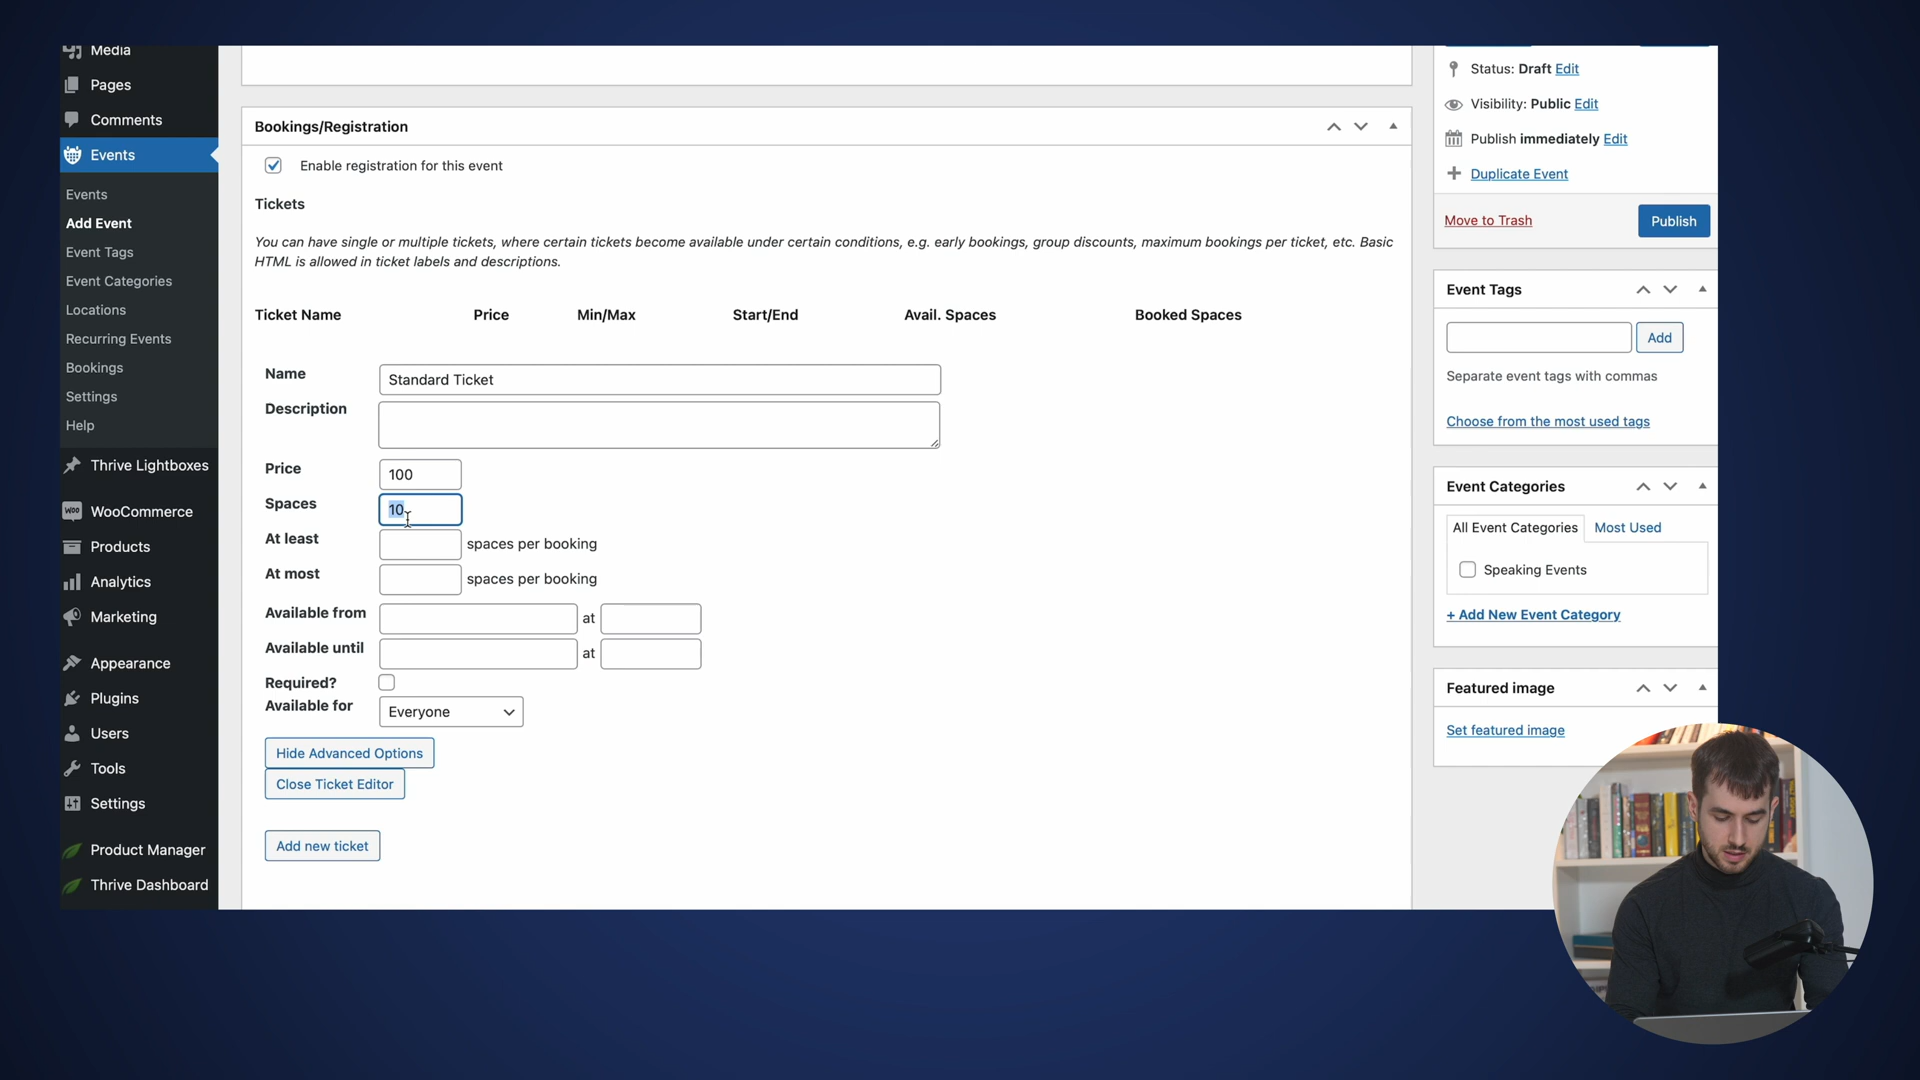 Media
Pages
Comments
Events
Events
Add Event
Event Tags
Event Categories
Locations
Recurring Events
Bookings
Settings
Help
Thrive Lightboxes
WOO WooCommerce
Products
Analytics
Marketing
Appearance
Plugins
Users
Tools
Settings
Product Manager
Thrive Dashboard
Bookings/Registration
Enable registration for this event
Tickets
You can have single or multiple tickets, where certain tickets become available under certain conditions, e.g. early bookings, group discounts, maximum bookings per ticket, etc. Basic
HTML is allowed in ticket labels and descriptions.
Ticket Name Price Min/Max Start/End Avail. Spaces Booked Spaces
Name Standard Ticket
Description
Price 100
Spaces 10
At least spaces per booking
At most spaces per booking
Available from at
Available until at
Required?
Available for Everyone
Hide Advanced Options
Close Ticket Editor
Add new ticket
Status: Draft Edit
Visibility: Public Edit
Publish immediately Edit
Duplicate Event
Move to Trash Publish
Event Tags
Add
Separate event tags with commas
Choose from the most used tags
Event Categories
All Event Categories Most Used
Speaking Events
+ Add New Event Category
Featured image
Set featured image